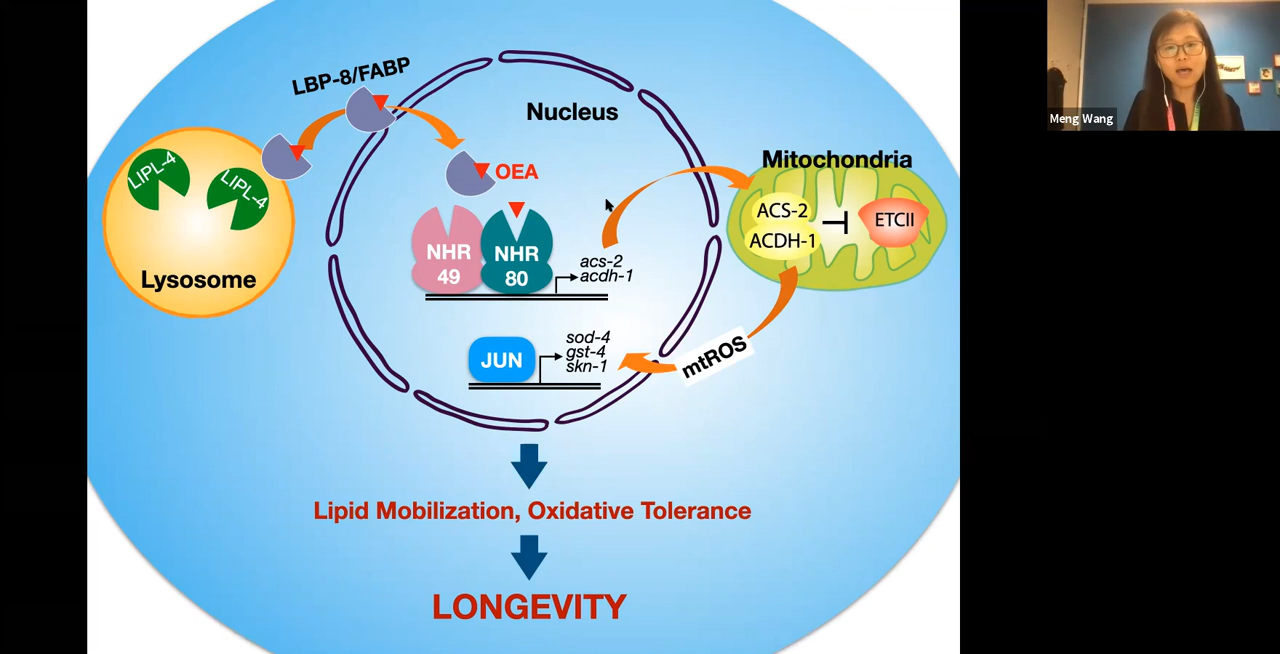 LBP-8/FABP
Nucleus
Meng Wang
LIPL-4
LIPL-4
Lysosome
OEA
NHR
49
NHR
80
acs-2
acdh-1
Mitochondria
ACS-2
ACDH-1
ETCII
JUN
sod-4
gst-4
skn-1
mtROS
Lipid Mobilization, Oxidative Tolerance
LONGEVITY